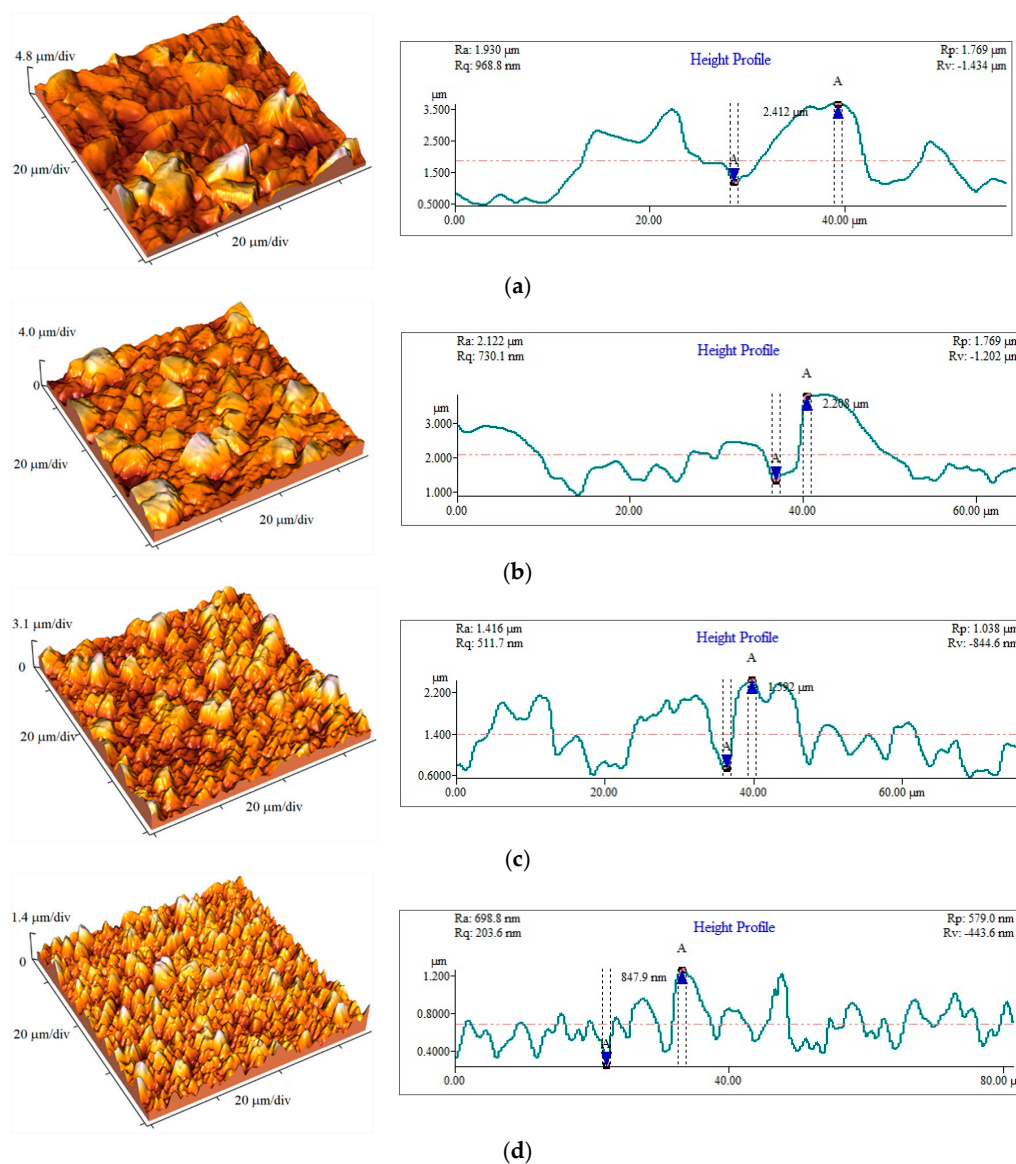 4.8 μm/div
20 μm/div
20 μm/div
Ra: 1.930 μm
Rq: 968.8 nm
Height Profile
Rp: 1.769 μm
Rv: -1.434 μm
μm
3.500
2.500
1.500
0.5000
A
2.412 μm
A
0.00 20.00 40.00 μm
(a)
4.0 μm/div
0
20 μm/div
20 μm/div
Ra: 2.122 μm
Rq: 730.1 nm
Height Profile
Rp: 1.769 μm
Rv: -1.202 μm
μm
3.000
2.000
1.000
A
2.208 μm
A
0.00 20.00 40.00 60.00 μm
(b)
3.1 μm/div
0
20 μm/div
20 μm/div
Ra: 1.416 μm
Rq: 511.7 nm
Height Profile
Rp: 1.038 μm
Rv: -844.6 nm
μm
2.200
1.400
0.6000
A
μm
A
0.00 20.00 40.00 60.00 μm
(c)
1.4 μm/div
0
20 μm/div
20 μm/div
Ra: 698.8 nm
Rq: 203.6 nm
Height Profile
Rp: 579.0 nm
Rv: -443.6 nm
μm
1.200
0.8000
0.4000
A
847.9 nm
A
0.00 40.00 80.00 μ
(d)